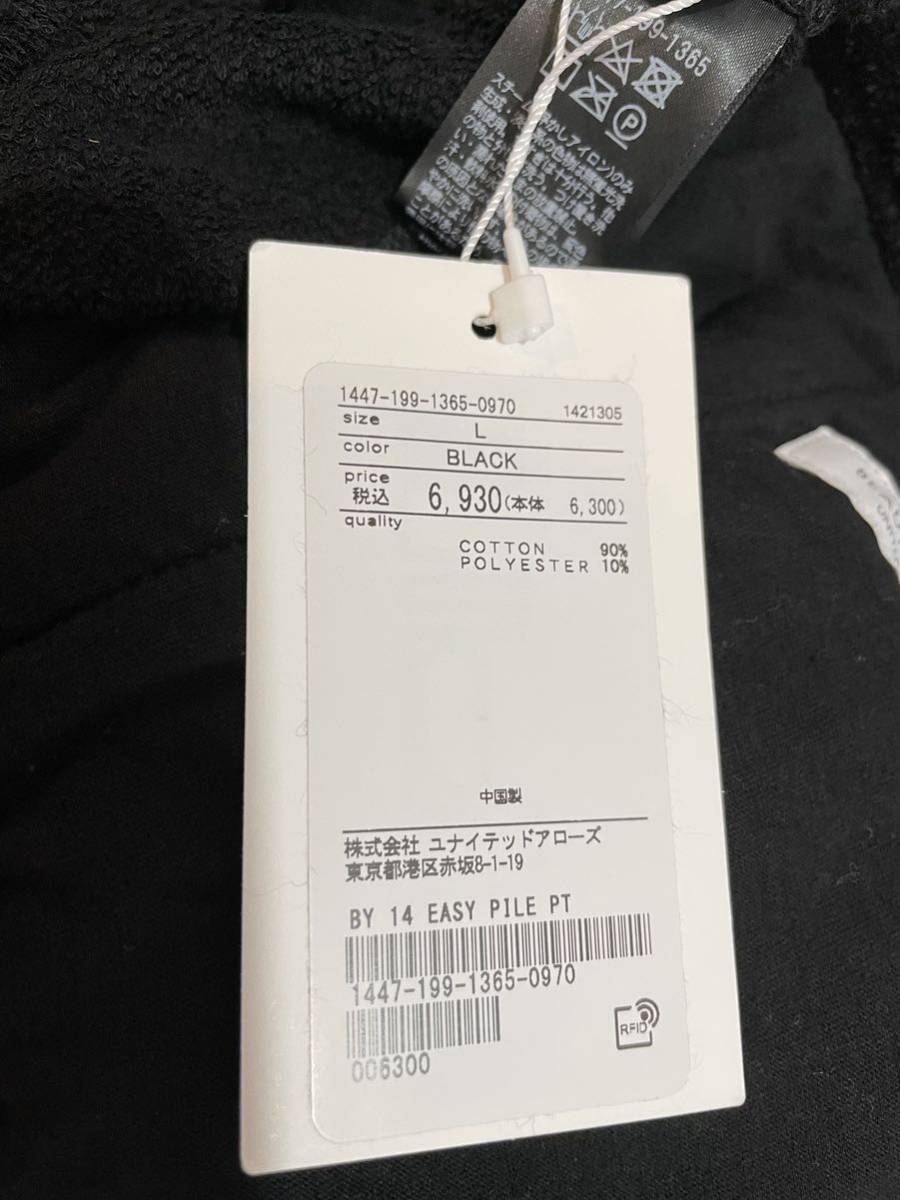 199-1365
P
1447-199-1365-0970 1421305
size L
color BLACK
price
税込 6,930(本体 6,300)
quality
COTTON 90%
POLYESTER 10%
中国製
株式会社 ユナイテッドアローズ
東京都港区赤坂8-1-19
BY 14 EASY PILE PT
1447-199-1365-0970
006300
RFID